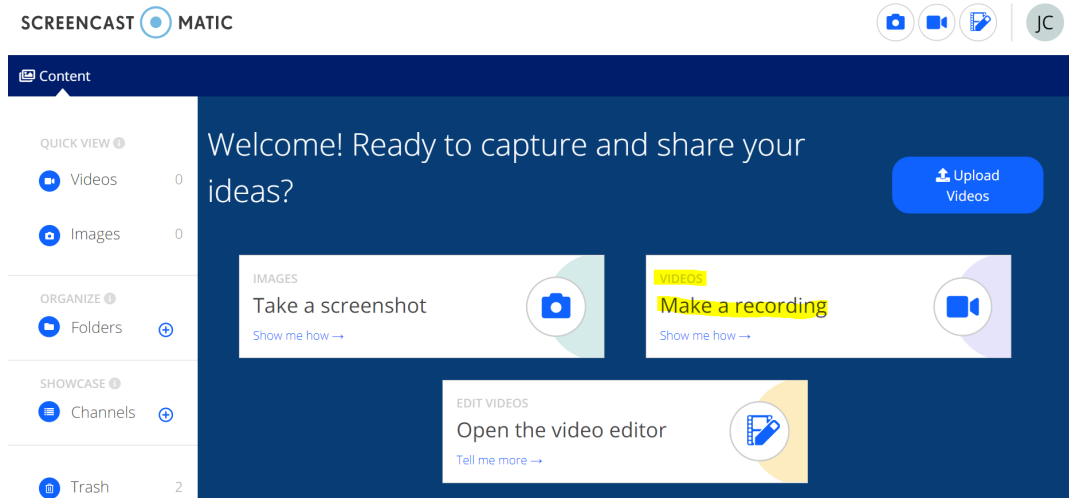 SCREENCAST MATIC
JC
Content
QUICK VIEW
Videos 0
Images 0
ORGANIZE
Folders
SHOWCASE
Channels
Trash 2
Welcome! Ready to capture and share your
ideas?
Upload
Videos
IMAGES
Take a screenshot
Show me how →
VIDEOS
Make a recording
Show me how →
EDIT VIDEOS
Open the video editor
Tell me more →